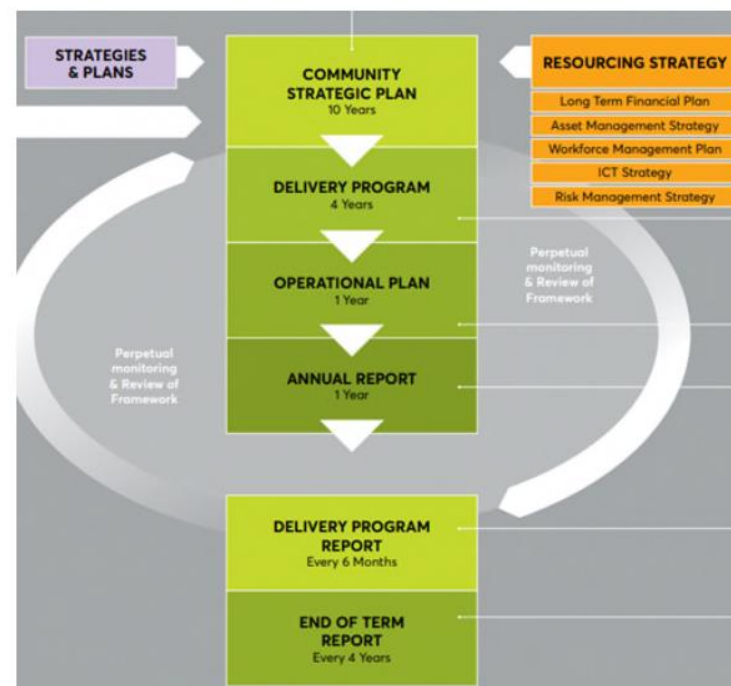 STRATEGIES
& PLANS
COMMUNITY
STRATEGIC PLAN
10 Years
RESOURCING STRATEGY
Long Term Financial Plan
Asset Management Strategy
Workforce Management Plan
ICT Strategy
Risk Management Strategy
DELIVERY PROGRAM
4 Years
OPERATIONAL PLAN
1 Year
Perpetual
monitoring
& Review of
Framework
Perpetual
monitoring
& Review of
Framework
ANNUAL REPORT
1 Year
DELIVERY PROGRAM
REPORT
Every 6 Months
END OF TERM
REPORT
Every 4 Years